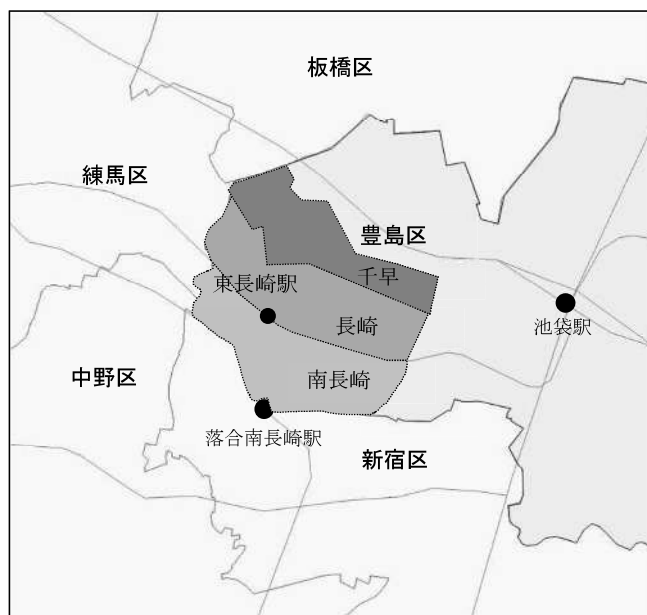 板橋区
練馬区
豊島区
千早
東長崎駅
長崎
池袋駅
中野区
南長崎
落合南長崎駅
新宿区